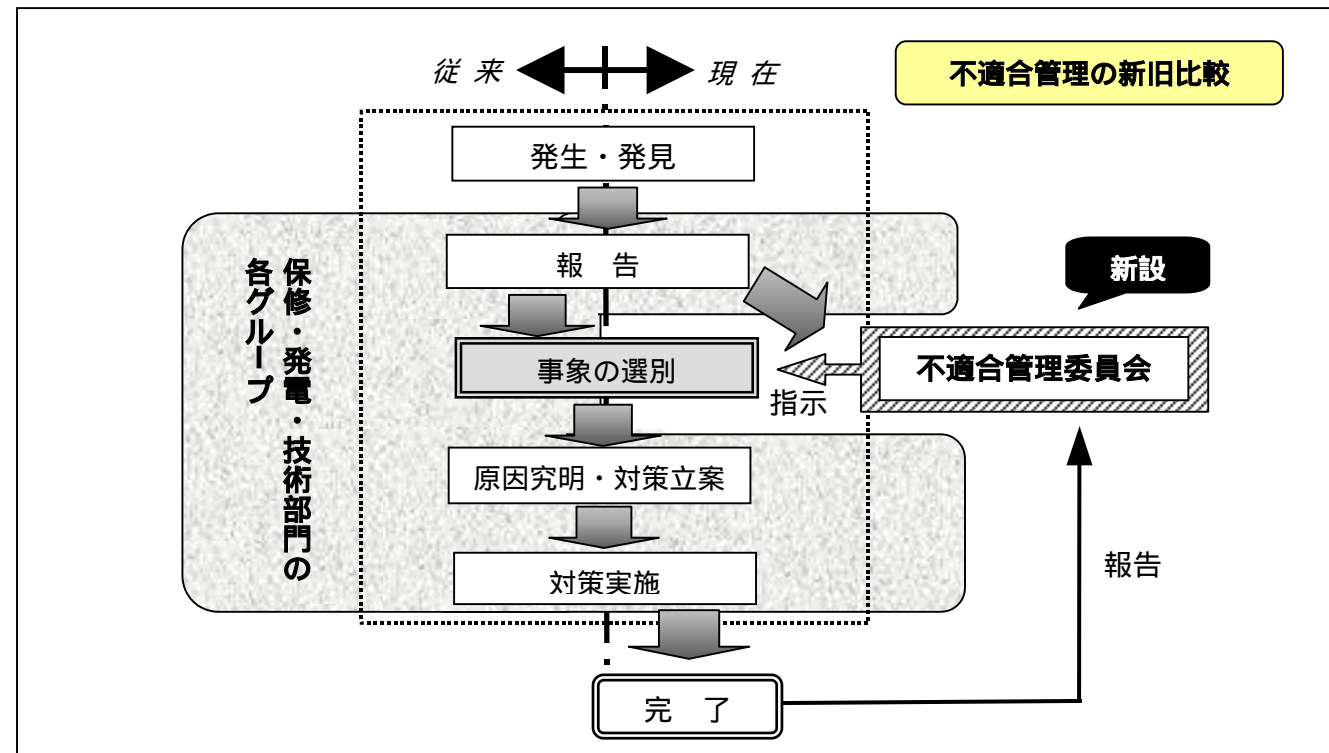 不適合管理の新旧比較
従 来
現 在
発生・発見
報 告
新設
保修・発電・技術部門の
各グループ
事象の選別
不適合管理委員会
指示
原因究明・対策立案
対策実施
報告
完 了